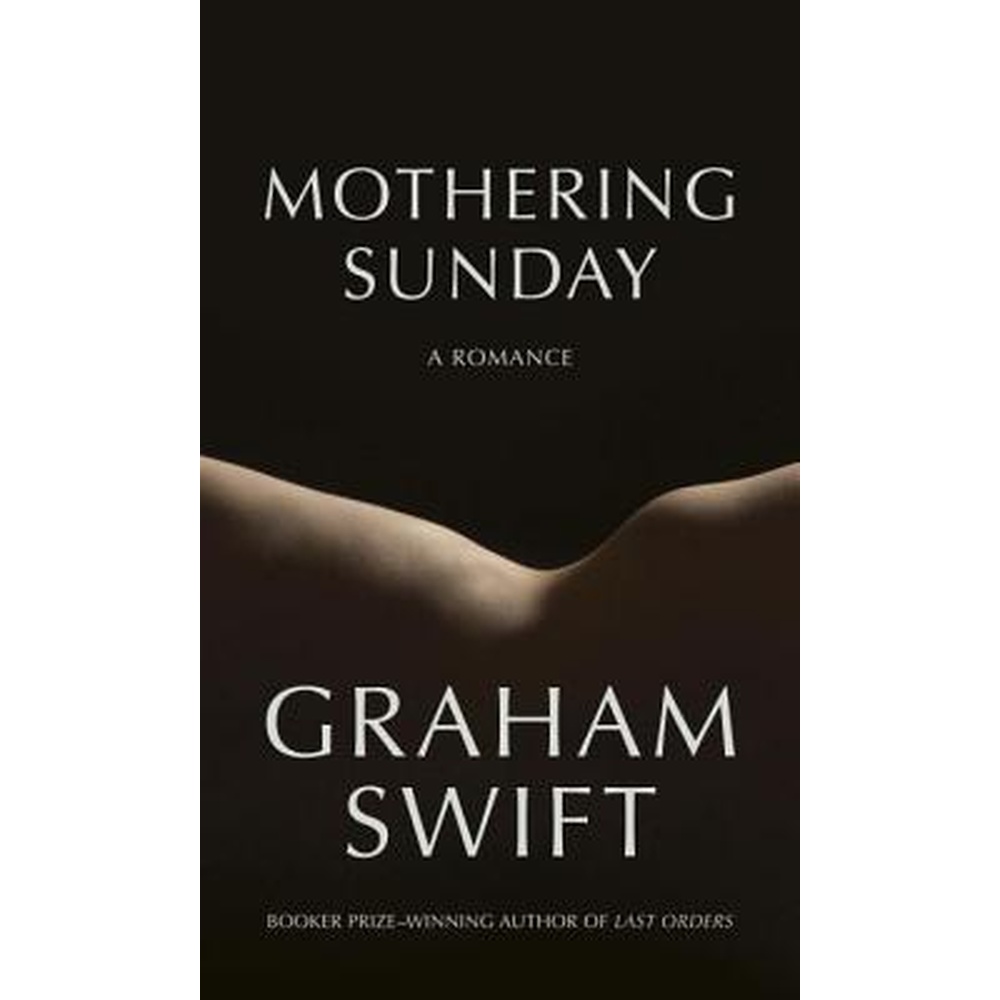 MOTHERING
SUNDAY
A ROMANCE
GRAHAM
SWIFT
BOOKER PRIZE–WINNING AUTHOR OF LAST ORDERS